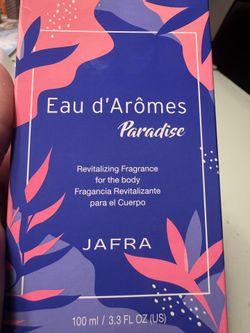 Eau d'Arômes
Paradise
Revitalizing Fragrance
for the body
Fragancia Revitalizante
para el Cuerpo
JAFRA
100 ml / 3.3 FL OZ (US)